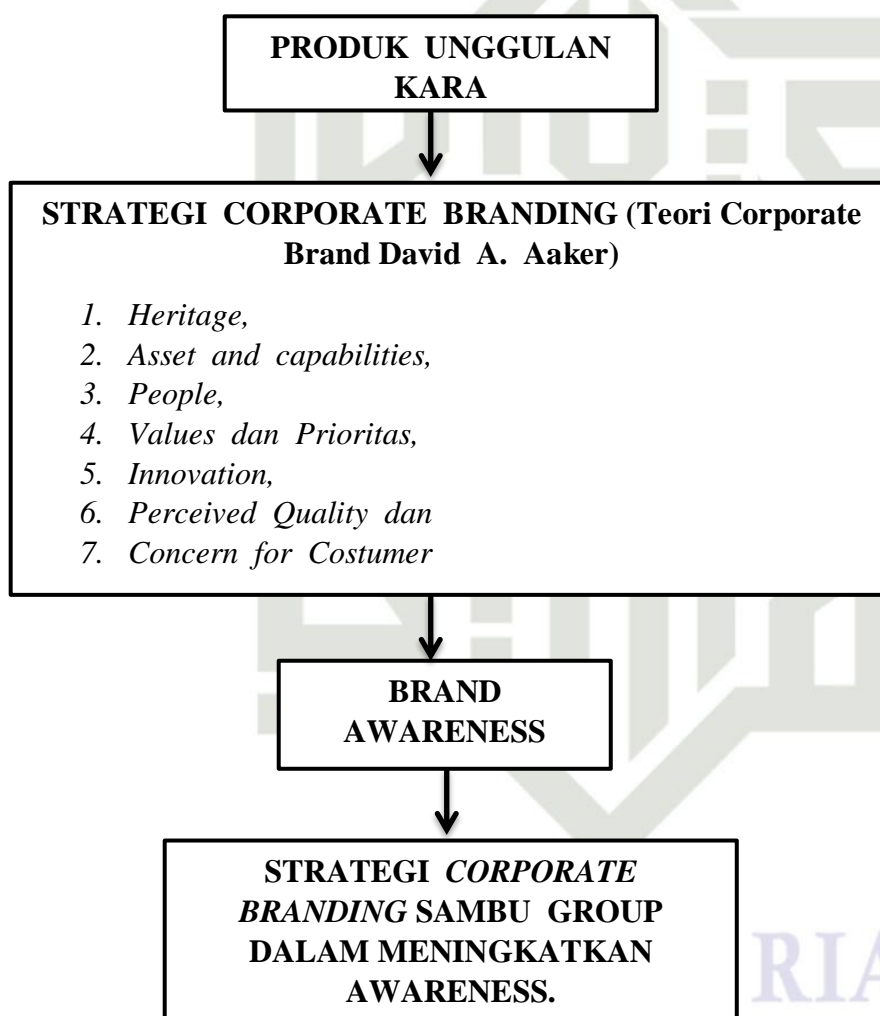 PRODUK UNGGULAN
KARA
STRATEGI CORPORATE BRANDING (Teori Corporate
Brand David A. Aaker)
1. Heritage,
2. Asset and capabilities,
3. People,
4. Values dan Prioritas,
5. Innovation,
6. Perceived Quality dan
7. Concern for Costumer
BRAND
AWARENESS
STRATEGI CORPORATE
BRANDING SAMBU GROUP
DALAM MENINGKATKAN
AWARENESS.
RIA